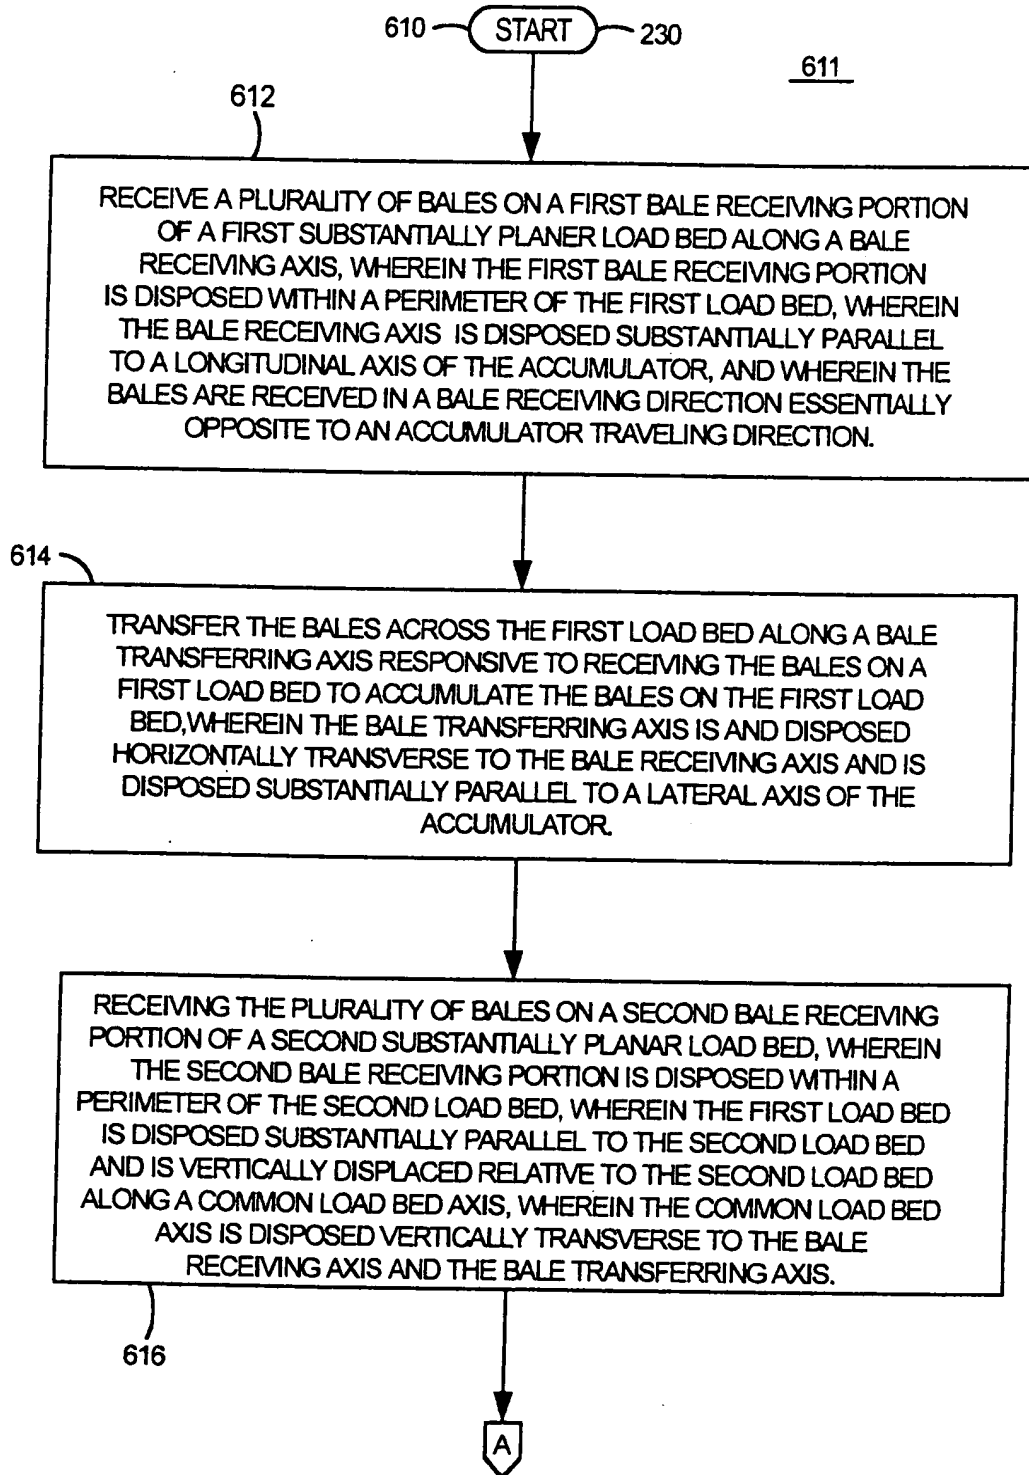 610 START 230
611
612
RECEIVE A PLURALITY OF BALES ON A FIRST BALE RECEIVING PORTION
OF A FIRST SUBSTANTIALLY PLANER LOAD BED ALONG A BALE
RECEIVING AXIS, WHEREIN THE FIRST BALE RECEIVING PORTION
IS DISPOSED WITHIN A PERIMETER OF THE FIRST LOAD BED, WHEREIN
THE BALE RECEIVING AXIS IS DISPOSED SUBSTANTIALLY PARALLEL
TO A LONGITUDINAL AXIS OF THE ACCUMULATOR, AND WHEREIN THE
BALES ARE RECEIVED IN A BALE RECEIVING DIRECTION ESSENTIALLY
OPPOSITE TO AN ACCUMULATOR TRAVELING DIRECTION.
614
TRANSFER THE BALES ACROSS THE FIRST LOAD BED ALONG A BALE
TRANSFERRING AXIS RESPONSIVE TO RECEIVING THE BALES ON A
FIRST LOAD BED TO ACCUMULATE THE BALES ON THE FIRST LOAD
BED,WHEREIN THE BALE TRANSFERRING AXIS IS AND DISPOSED
HORIZONTALLY TRANSVERSE TO THE BALE RECEIVING AXIS AND IS
DISPOSED SUBSTANTIALLY PARALLEL TO A LATERAL AXIS OF THE
ACCUMULATOR.
RECEIVING THE PLURALITY OF BALES ON A SECOND BALE RECEIVING
PORTION OF A SECOND SUBSTANTIALLY PLANAR LOAD BED, WHEREIN
THE SECOND BALE RECEIVING PORTION IS DISPOSED WITHIN A
PERIMETER OF THE SECOND LOAD BED, WHEREIN THE FIRST LOAD BED
IS DISPOSED SUBSTANTIALLY PARALLEL TO THE SECOND LOAD BED
AND IS VERTICALLY DISPLACED RELATIVE TO THE SECOND LOAD BED
ALONG A COMMON LOAD BED AXIS, WHEREIN THE COMMON LOAD BED
AXIS IS DISPOSED VERTICALLY TRANSVERSE TO THE BALE
RECEIVING AXIS AND THE BALE TRANSFERRING AXIS.
616
A